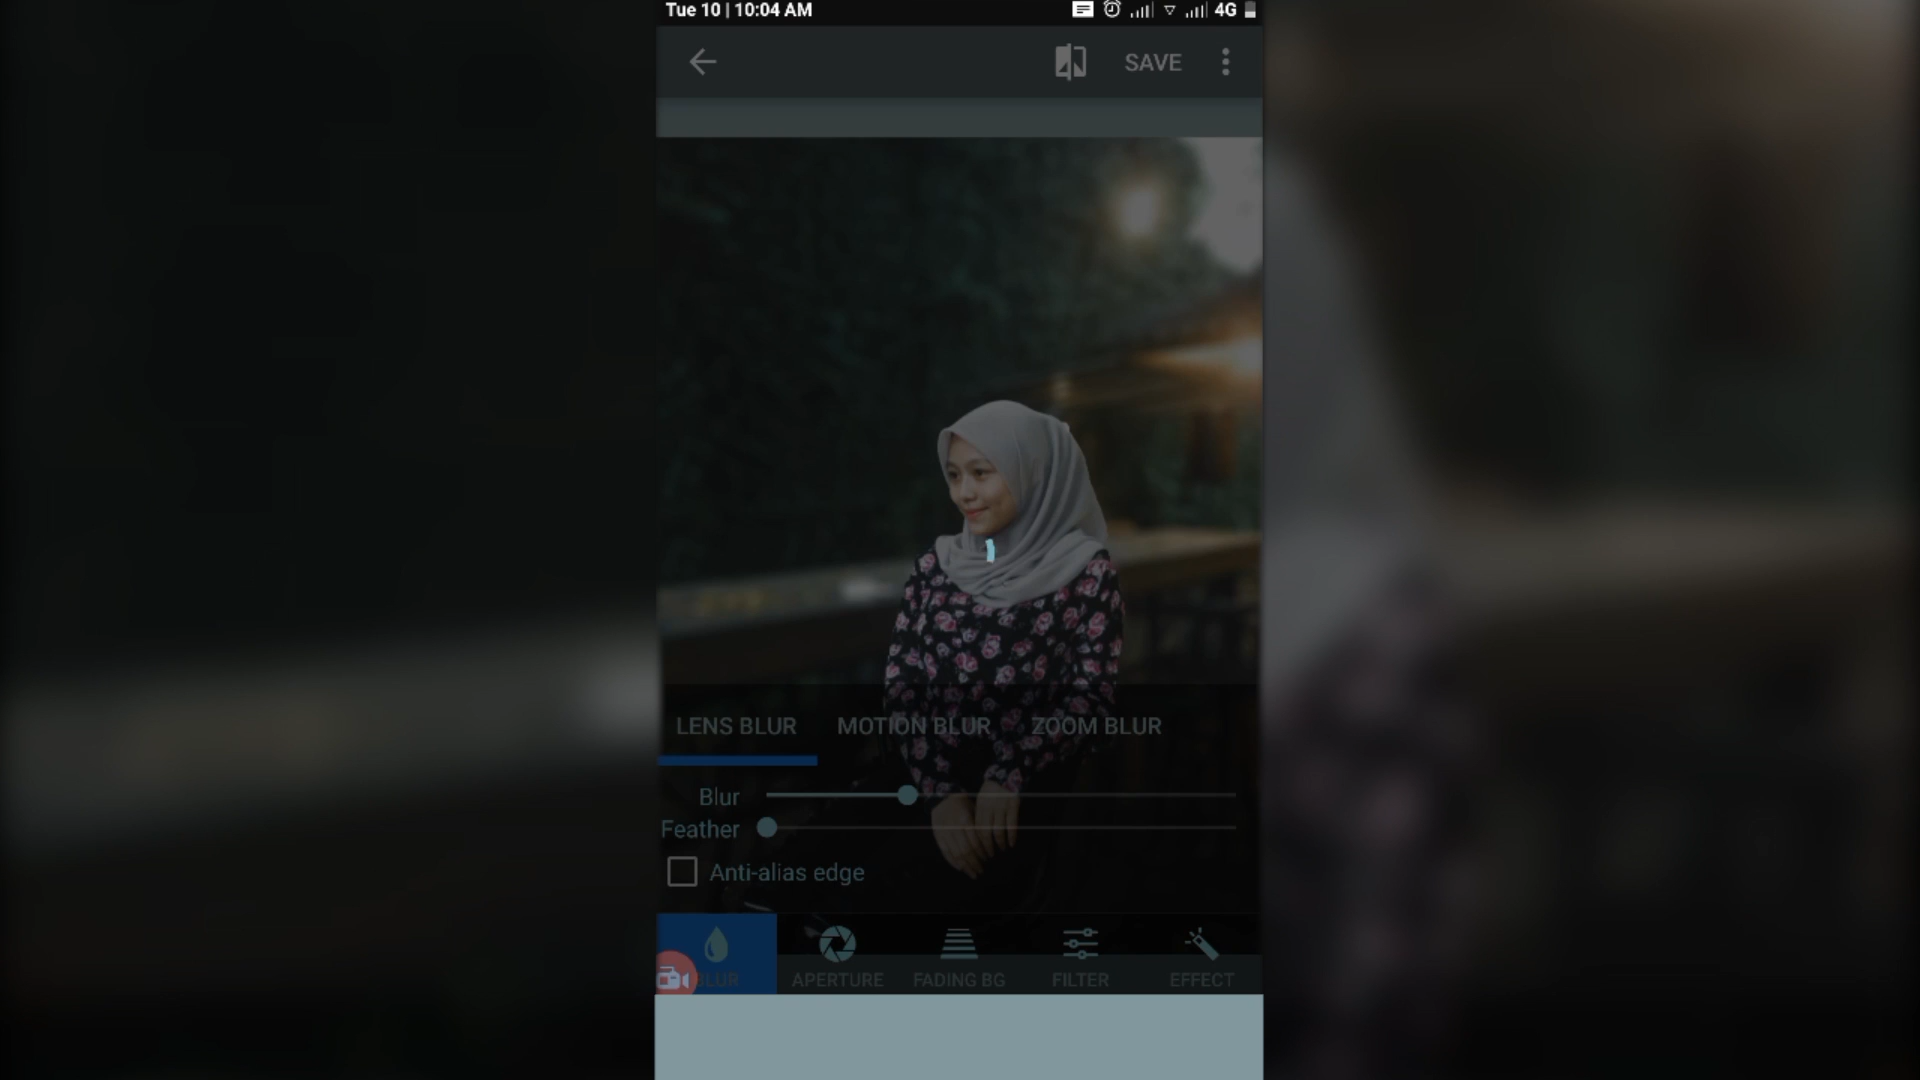 Tue 10 | 10:04 AM 4G
SAVE
LENS BLUR MOTION BLUR ZOOM BLUR
Blur
Feather
Anti-alias edge
BLUR APERTURE FADING BG FILTER EFFECT